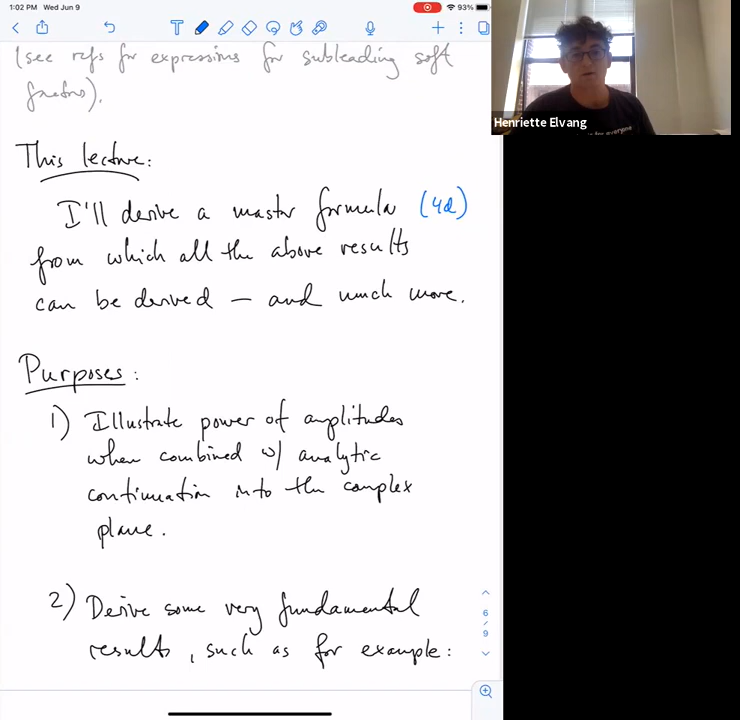 1:02 PM Wed Jun 9
93%
(see refs for expressions for subleading soft
factors).
Henriette Elvang
This lecture:
I'll derive a master formula (4d)
from which all the above results
can be derived — and much more.
Purposes:
1) Illustrate power of amplitudes
when combined w/ analytic
continuation into the complex
plane.
2) Derive some very fundamental
results, such as for example:
6
/
9